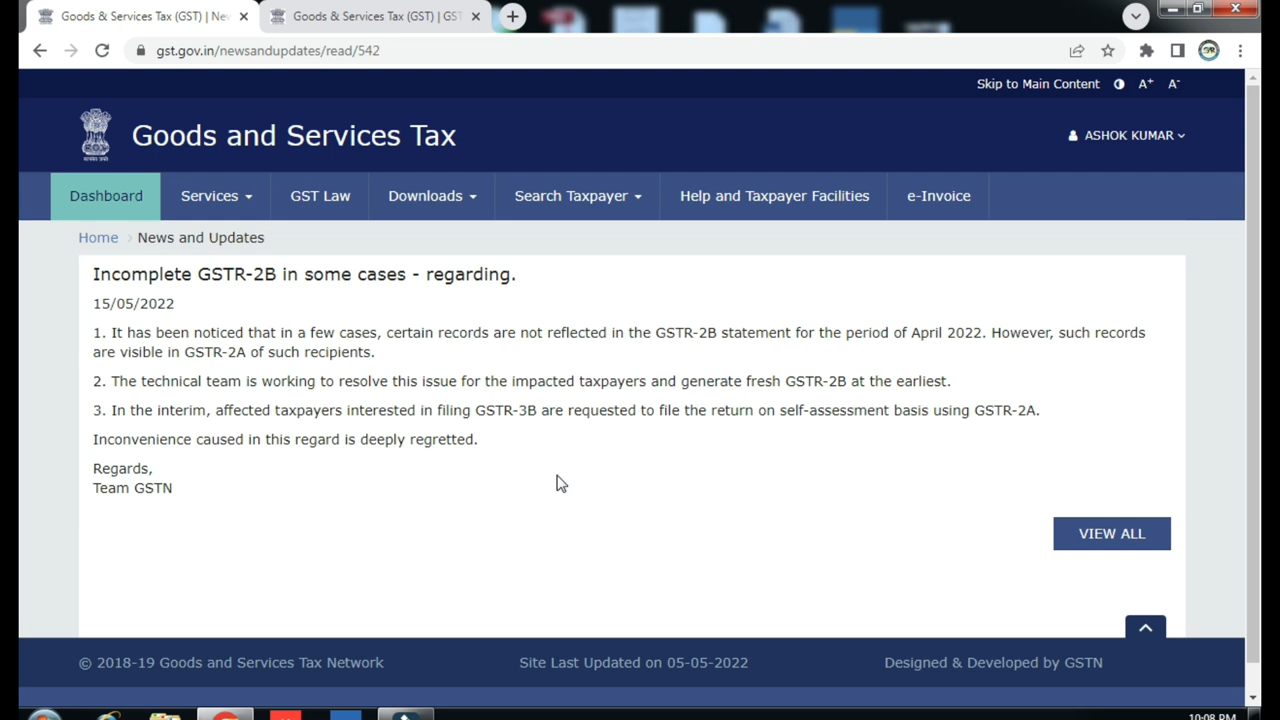 Goods & Services Tax (GST) | Ne
Goods & Services Tax (GST) | GST
gst.gov.in/newsandupdates/read/542
Skip to Main Content A+ A-
Goods and Services Tax
ASHOK KUMAR
Dashboard Services GST Law Downloads Search Taxpayer Help and Taxpayer Facilities e-Invoice
Home > News and Updates
Incomplete GSTR-2B in some cases - regarding.
15/05/2022
1. It has been noticed that in a few cases, certain records are not reflected in the GSTR-2B statement for the period of April 2022. However, such records
are visible in GSTR-2A of such recipients.
2. The technical team is working to resolve this issue for the impacted taxpayers and generate fresh GSTR-2B at the earliest.
3. In the interim, affected taxpayers interested in filing GSTR-3B are requested to file the return on self-assessment basis using GSTR-2A.
Inconvenience caused in this regard is deeply regretted.
Regards,
Team GSTN
VIEW ALL
© 2018-19 Goods and Services Tax Network Site Last Updated on 05-05-2022 Designed & Developed by GSTN
10:08 PM